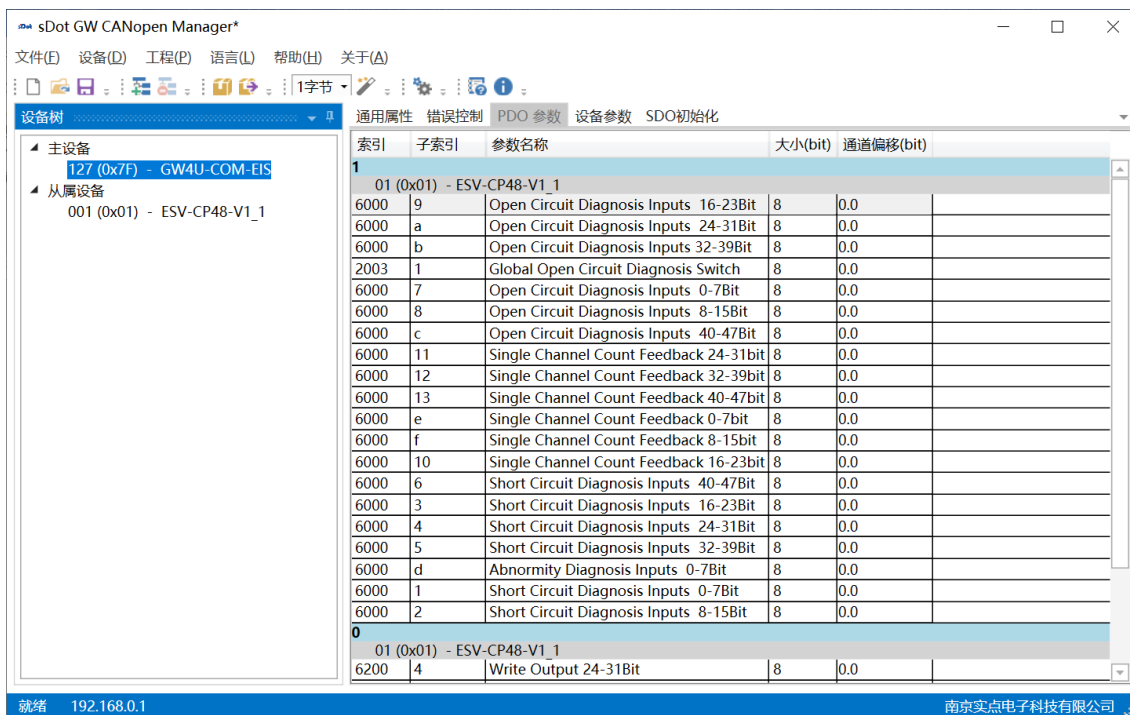 sDot GW CANopen Manager*
文件(F) 设备(D) 工程(P) 语言(L) 帮助(H) 关于(A)
1字节
设备树
通用属性 错误控制 PDO 参数 设备参数 SDO初始化
主设备
127 (0x7F) - GW4U-COM-EIS
从属设备
001 (0x01) - ESV-CP48-V1_1
索引 子索引 参数名称 大小(bit) 通道偏移(bit)
1
01 (0x01) - ESV-CP48-V1_1
6000 9 Open Circuit Diagnosis Inputs 16-23Bit 8 0.0
6000 a Open Circuit Diagnosis Inputs 24-31Bit 8 0.0
6000 b Open Circuit Diagnosis Inputs 32-39Bit 8 0.0
2003 1 Global Open Circuit Diagnosis Switch 8 0.0
6000 7 Open Circuit Diagnosis Inputs 0-7Bit 8 0.0
6000 8 Open Circuit Diagnosis Inputs 8-15Bit 8 0.0
6000 c Open Circuit Diagnosis Inputs 40-47Bit 8 0.0
6000 11 Single Channel Count Feedback 24-31bit 8 0.0
6000 12 Single Channel Count Feedback 32-39bit 8 0.0
6000 13 Single Channel Count Feedback 40-47bit 8 0.0
6000 e Single Channel Count Feedback 0-7bit 8 0.0
6000 f Single Channel Count Feedback 8-15bit 8 0.0
6000 10 Single Channel Count Feedback 16-23bit 8 0.0
6000 6 Short Circuit Diagnosis Inputs 40-47Bit 8 0.0
6000 3 Short Circuit Diagnosis Inputs 16-23Bit 8 0.0
6000 4 Short Circuit Diagnosis Inputs 24-31Bit 8 0.0
6000 5 Short Circuit Diagnosis Inputs 32-39Bit 8 0.0
6000 d Abnormity Diagnosis Inputs 0-7Bit 8 0.0
6000 1 Short Circuit Diagnosis Inputs 0-7Bit 8 0.0
6000 2 Short Circuit Diagnosis Inputs 8-15Bit 8 0.0
0
01 (0x01) - ESV-CP48-V1_1
6200 4 Write Output 24-31Bit 8 0.0
就绪 192.168.0.1 南京实点电子科技有限公司